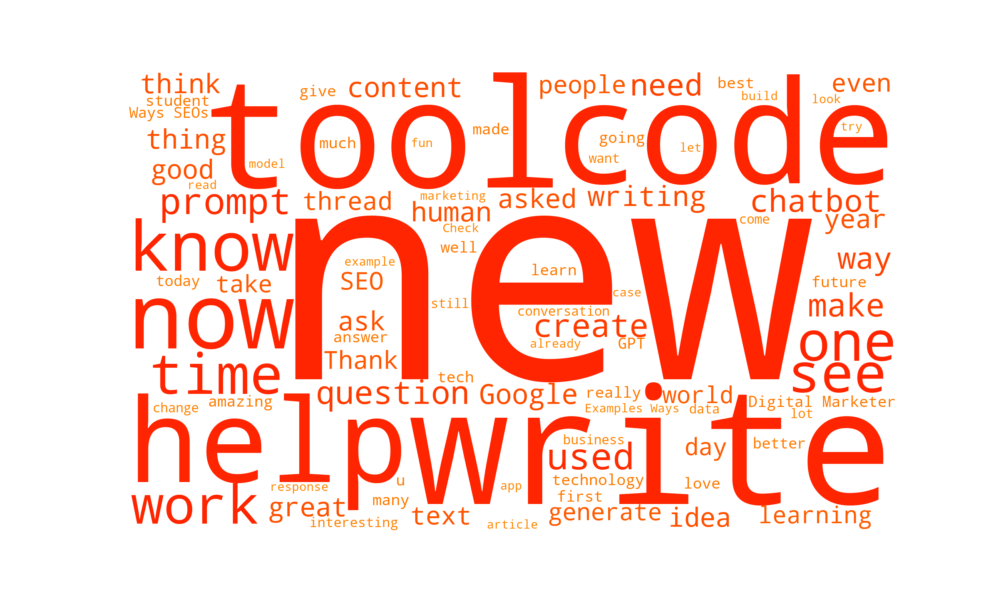 think
give
content
people
need
best
even
student
build
look
Ways SEOs
tool
code
thing
much
fun
made
going
try
want
let
good
model
read
prompt
thread
marketing
asked
writing
chatbot
human
Check
come
year
know
new
well
way
example
learn
today
take
SEO
case
future
still
conversation
make
now
ask
create
one
answer
already
GPT
Thank
time
tech
see
question
Google
really
world
change
amazing
Examples Ways
data
Digital Marketer
lot
help
write
business
used
day
better
response
u
app
technology
love
work
great
many
first
interesting
text
article
generate
idea
learning